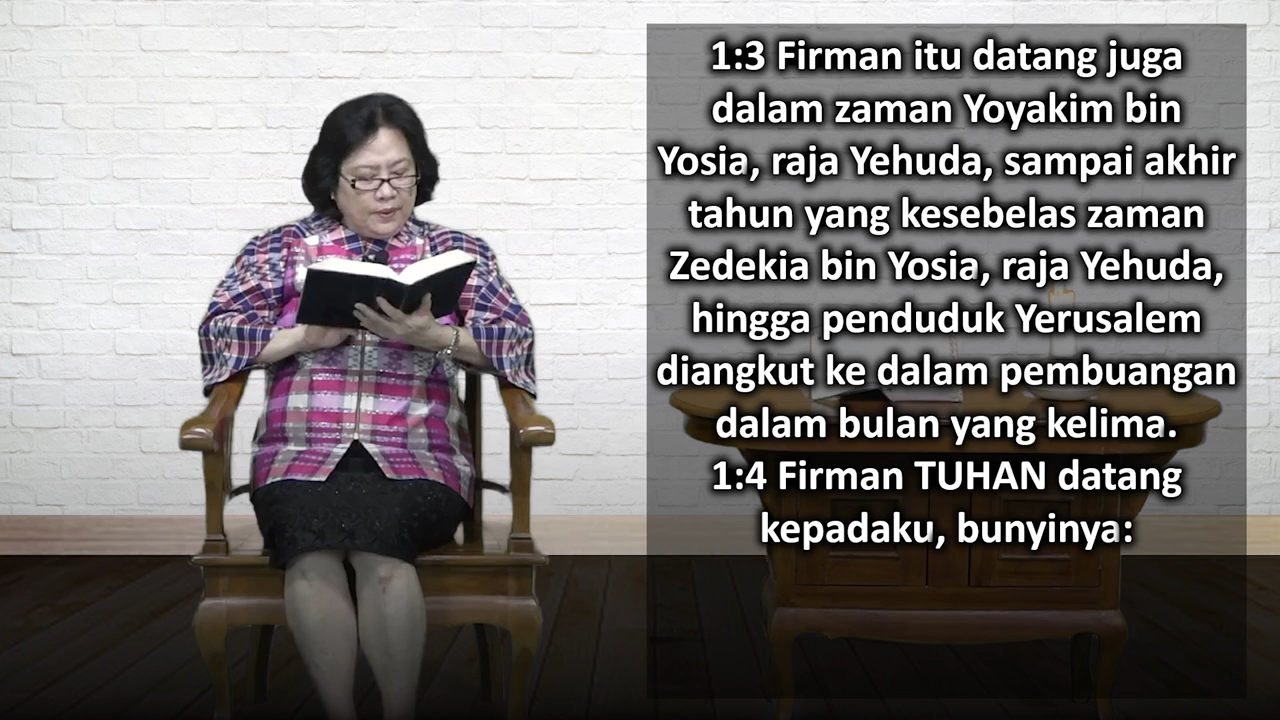 1:3 Firman itu datang juga
dalam zaman Yoyakim bin
Yosia, raja Yehuda, sampai akhir
tahun yang kesebelas zaman
Zedekia bin Yosia, raja Yehuda,
hingga penduduk Yerusalem
diangkut ke dalam pembuangan
dalam bulan yang kelima.
1:4 Firman TUHAN datang
kepadaku, bunyinya: